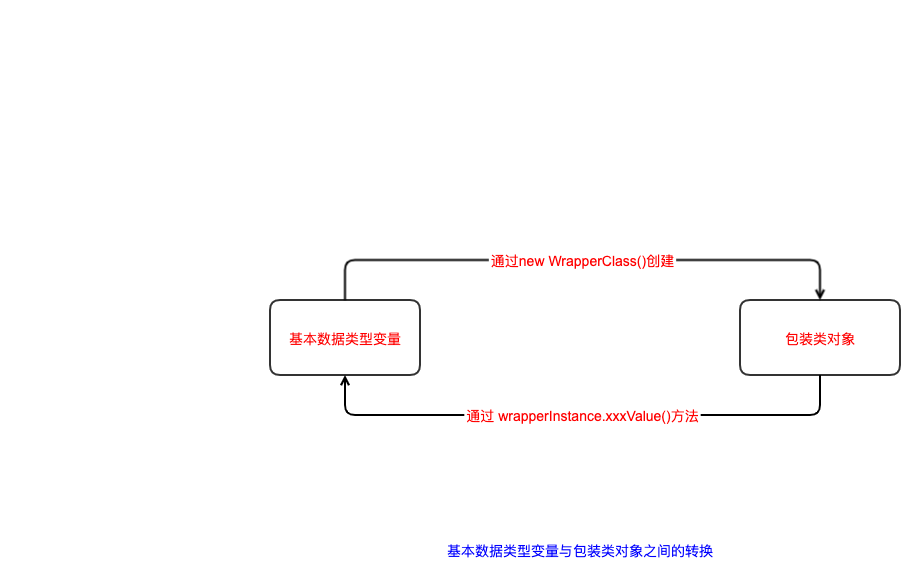 通过new WrapperClass()创建
基本数据类型变量
包装类对象
通过 wrapperInstance.xxxValue()方法
基本数据类型变量与包装类对象之间的转换